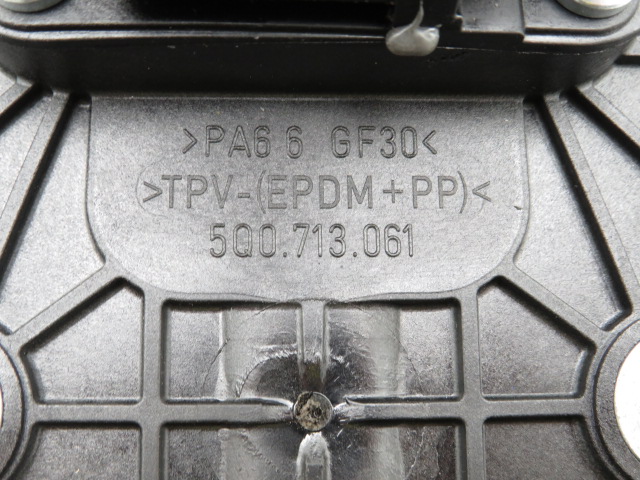 >PA6 6 GF30<
>TPV-(EPDM+PP)<
5Q0.713.061